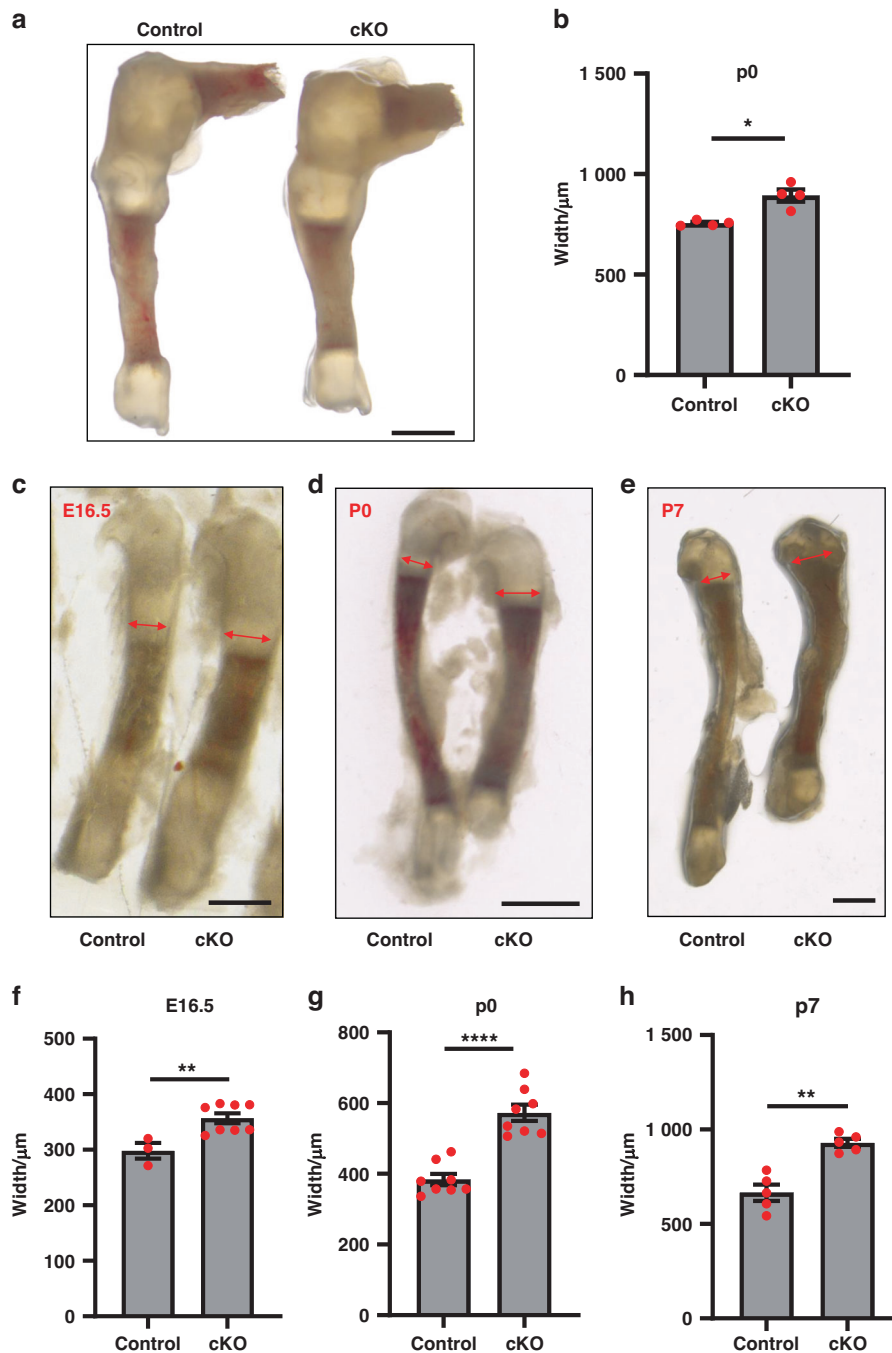 a
Control cKO
b
p0
1 500
*
1 000
500
0
Width/μm
Control cKO
c
E16.5
Control cKO
d
P0
Control cKO
e
P7
Control cKO
f
E16.5
500
**
400
300
200
100
0
Width/μm
Control cKO
g
p0
800
****
600
400
200
0
Width/μm
Control cKO
h
p7
1 500
**
1 000
500
0
Width/μm
Control cKO